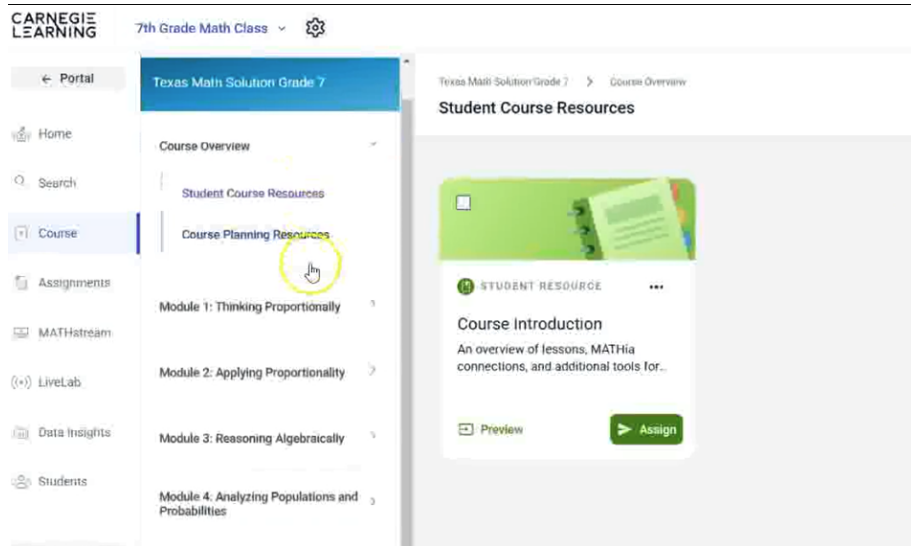 CARNEGIE
LEARNING
7th Grade Math Class
← Portal
Home
Search
Course
Assignments
MATHstream
LiveLab
Data Insights
Students
Texas Math Solution Grade 7
Course Overview
Student Course Resources
Course Planning Resources
Module 1: Thinking Proportionally
Module 2: Applying Proportionality
Module 3: Reasoning Algebraically
Module 4: Analyzing Populations and
Probabilities
Texas Math Solution Grade 7 > Course Overview
Student Course Resources
STUDENT RESOURCE
Course Introduction
An overview of lessons, MATHia
connections, and additional tools for..
Preview
Assign